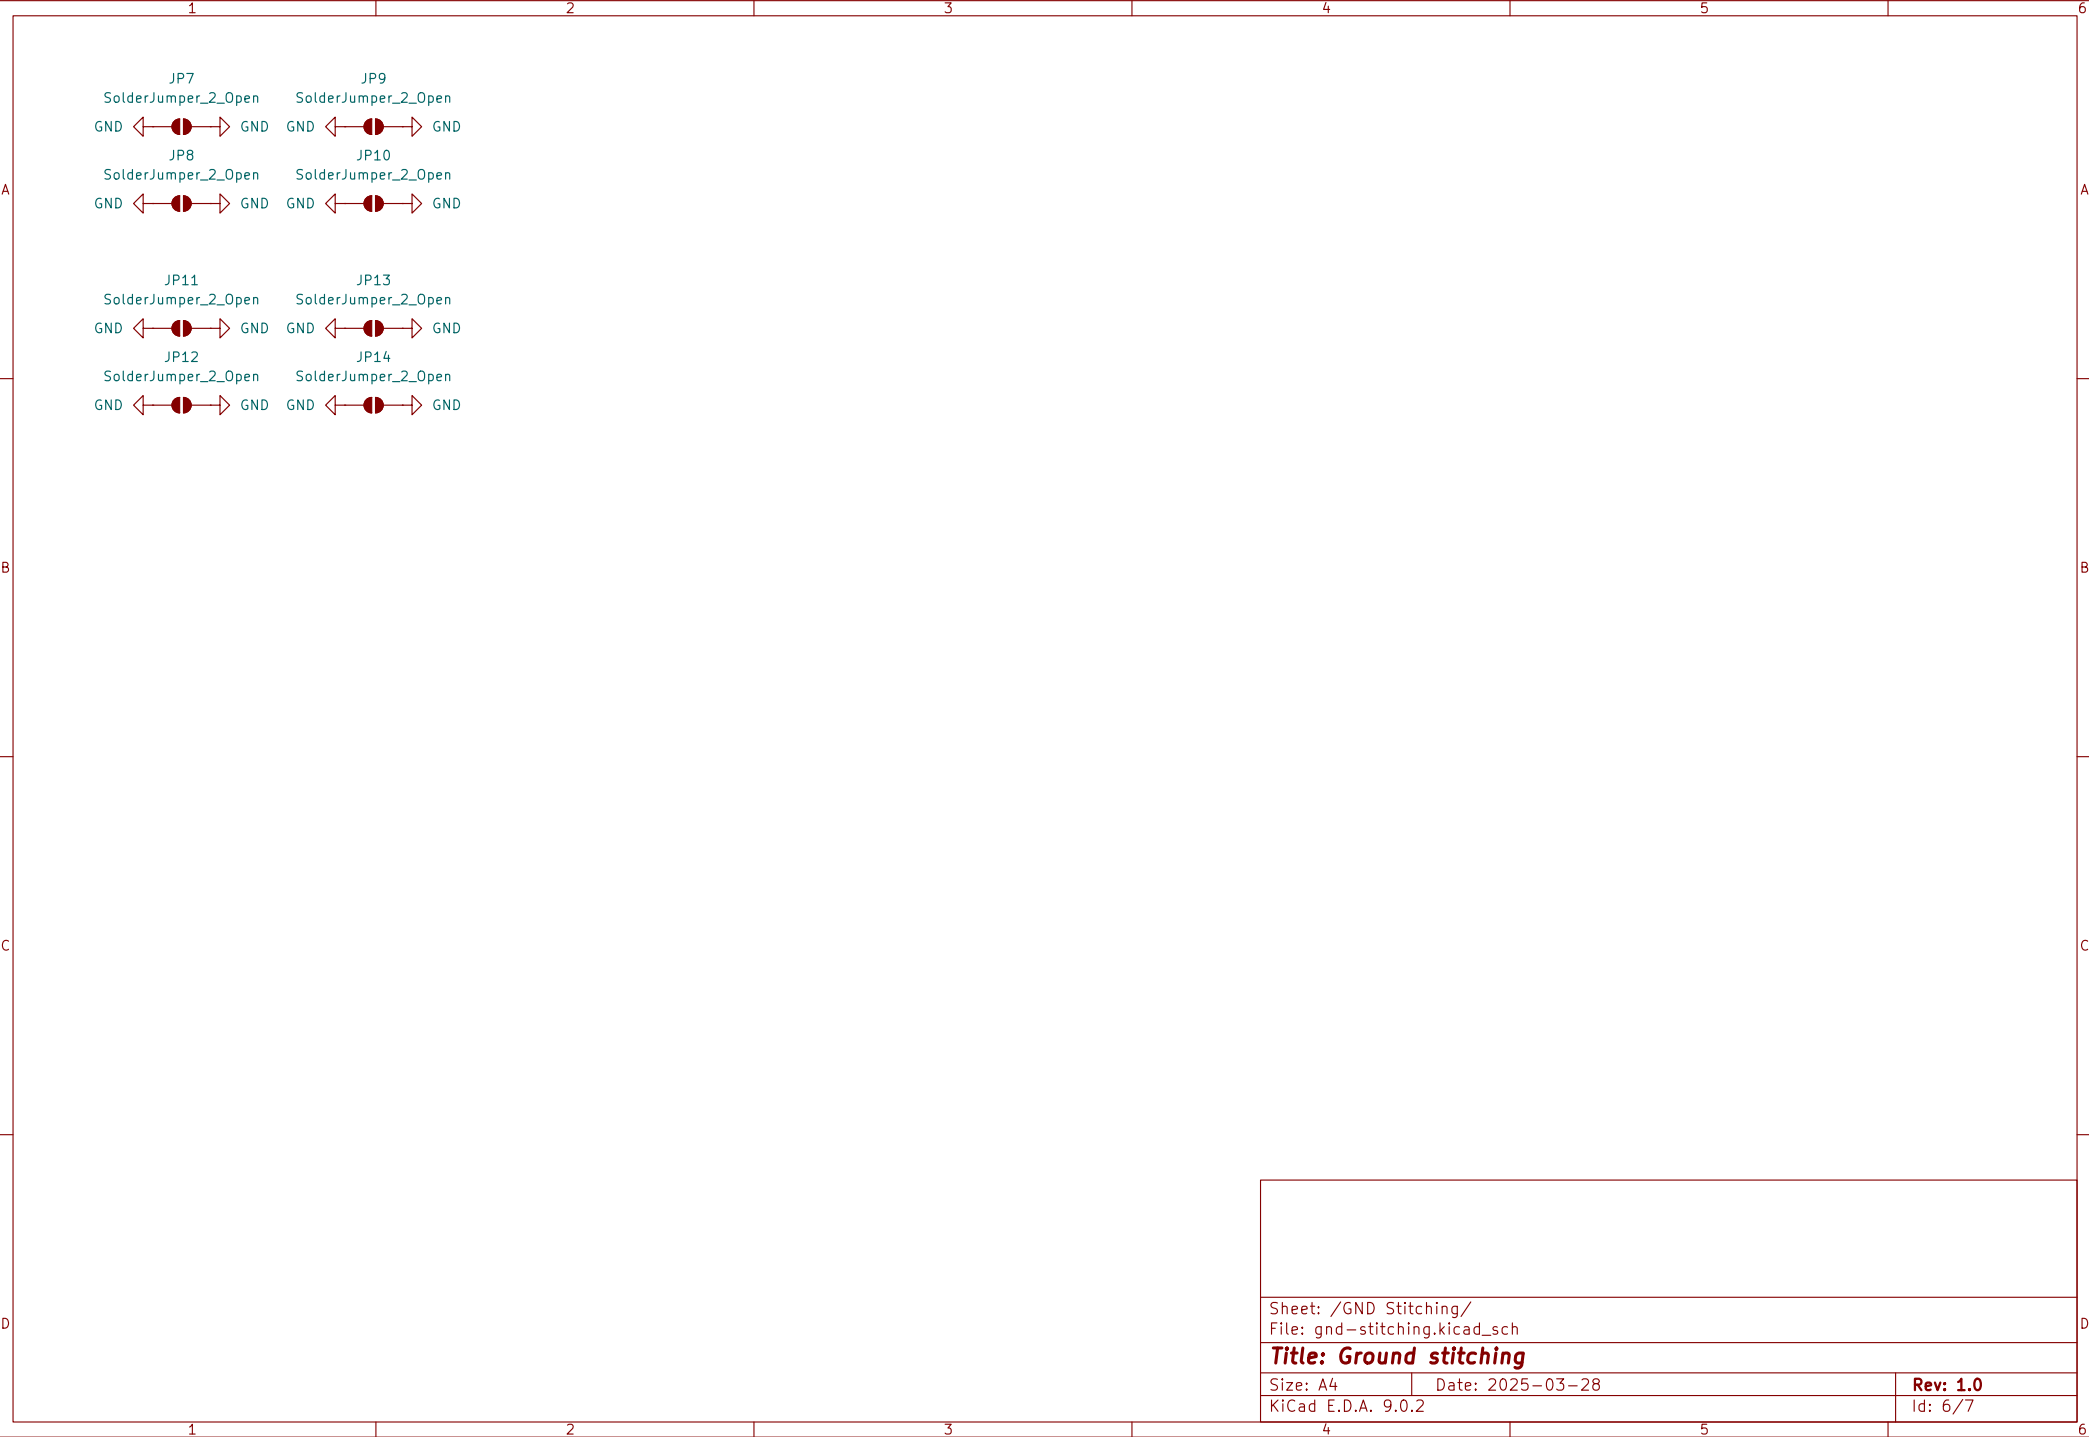 1 2 3 4 5 6
JP7 JP9
SolderJumper_2_Open SolderJumper_2_Open
GND GND GND GND
JP8 JP10
SolderJumper_2_Open SolderJumper_2_Open
A A
GND GND GND GND
JP11 JP13
SolderJumper_2_Open SolderJumper_2_Open
GND GND GND GND
JP12 JP14
SolderJumper_2_Open SolderJumper_2_Open
GND GND GND GND
B B
C C
Sheet: /GND Stitching/
D D
File: gnd-stitching.kicad_sch
Title: Ground stitching
Size: A4 Date: 2025-03-28 Rev: 1.0
KiCad E.D.A. 9.0.2 Id: 6/7
1 2 3 4 5 6